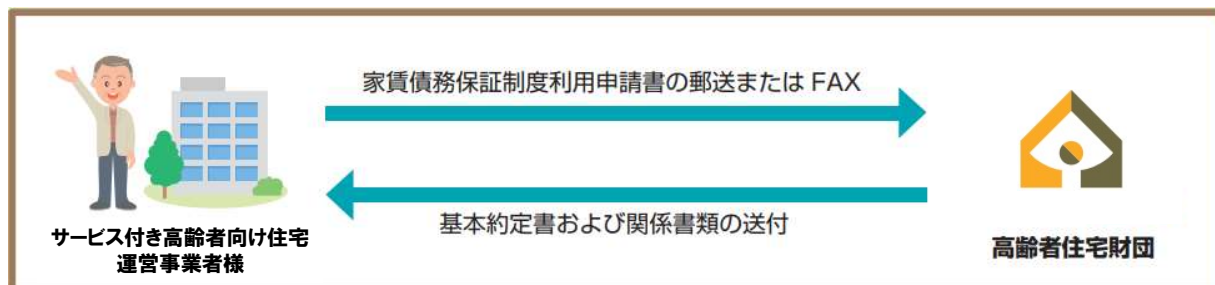 家賃債務保証制度利用申請書の郵送または FAX
基本約定書および関係書類の送付
サービス付き高齢者向け住宅
運営事業者様
高齢者住宅財団